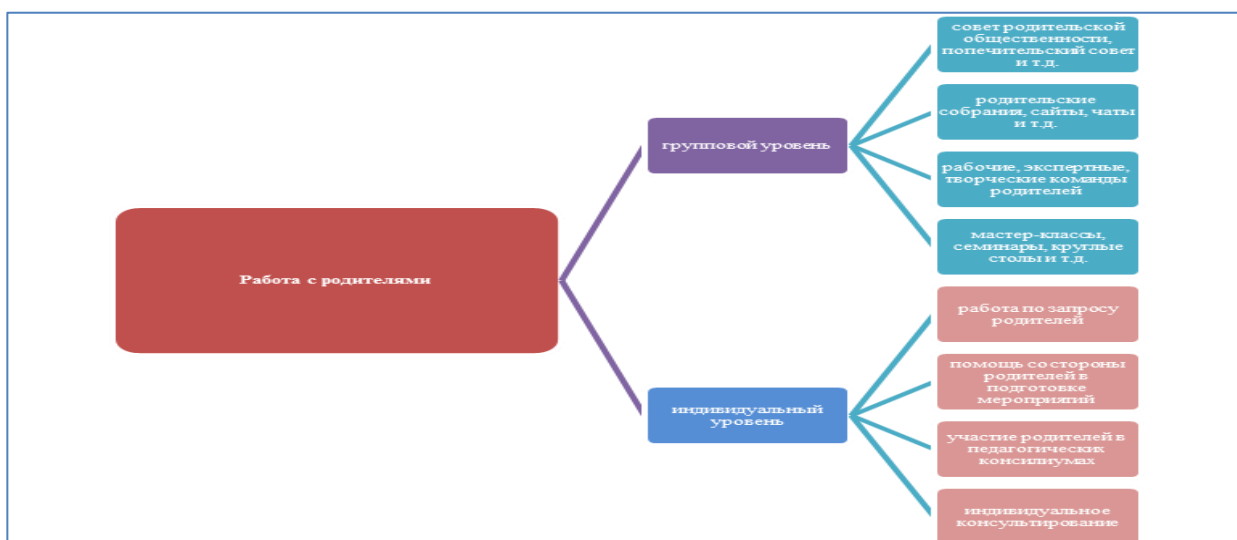 Работа с родителями
групповой уровень
совет родительской
общественности,
попечительский совет
и т.д.
родительские
собрания, сайты, чаты
и т.д.
рабочие, экспертные,
творческие команды
родителей
мастер-классы,
семинары, круглые
столы и т.д.
индивидуальный
уровень
работа по запросу
родителей
помощь со стороны
родителей в
подготовке
мероприятий
участие родителей в
педагогических
консилиумах
индивидуальное
консультирование